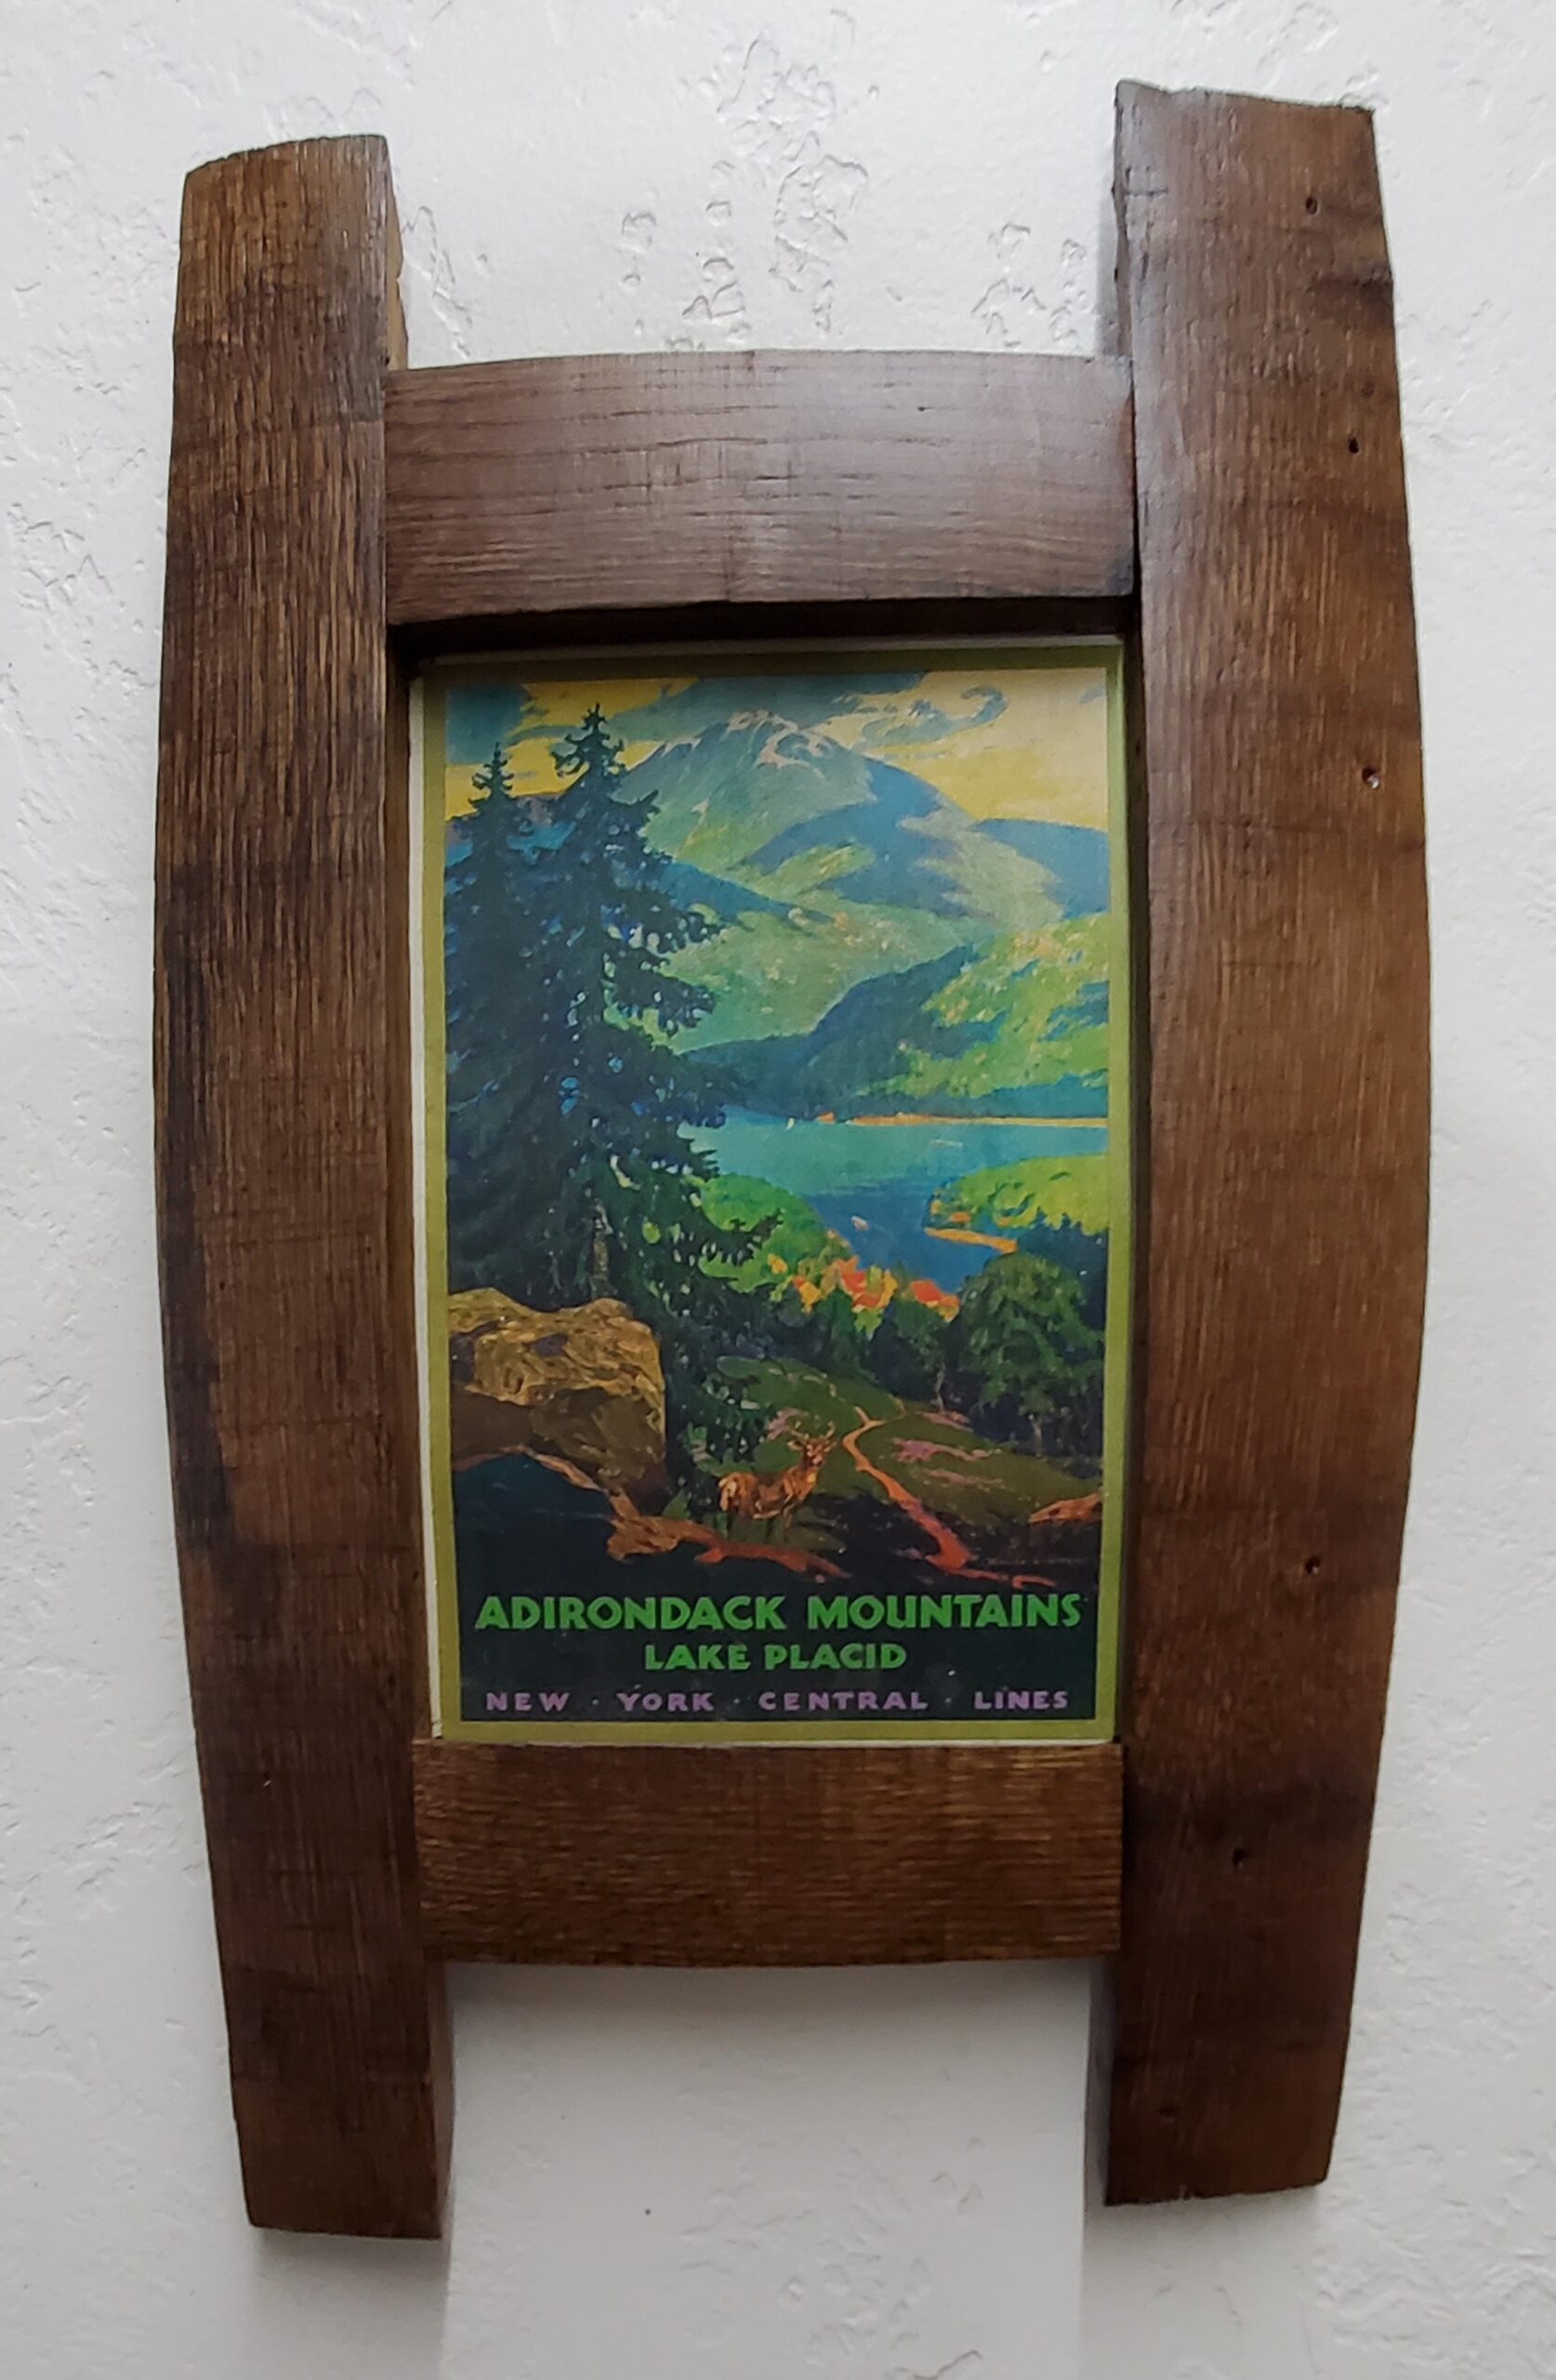 ADIRONDACK MOUNTAINS
LAKE PLACID
NEW · YORK · CENTRAL · LINES